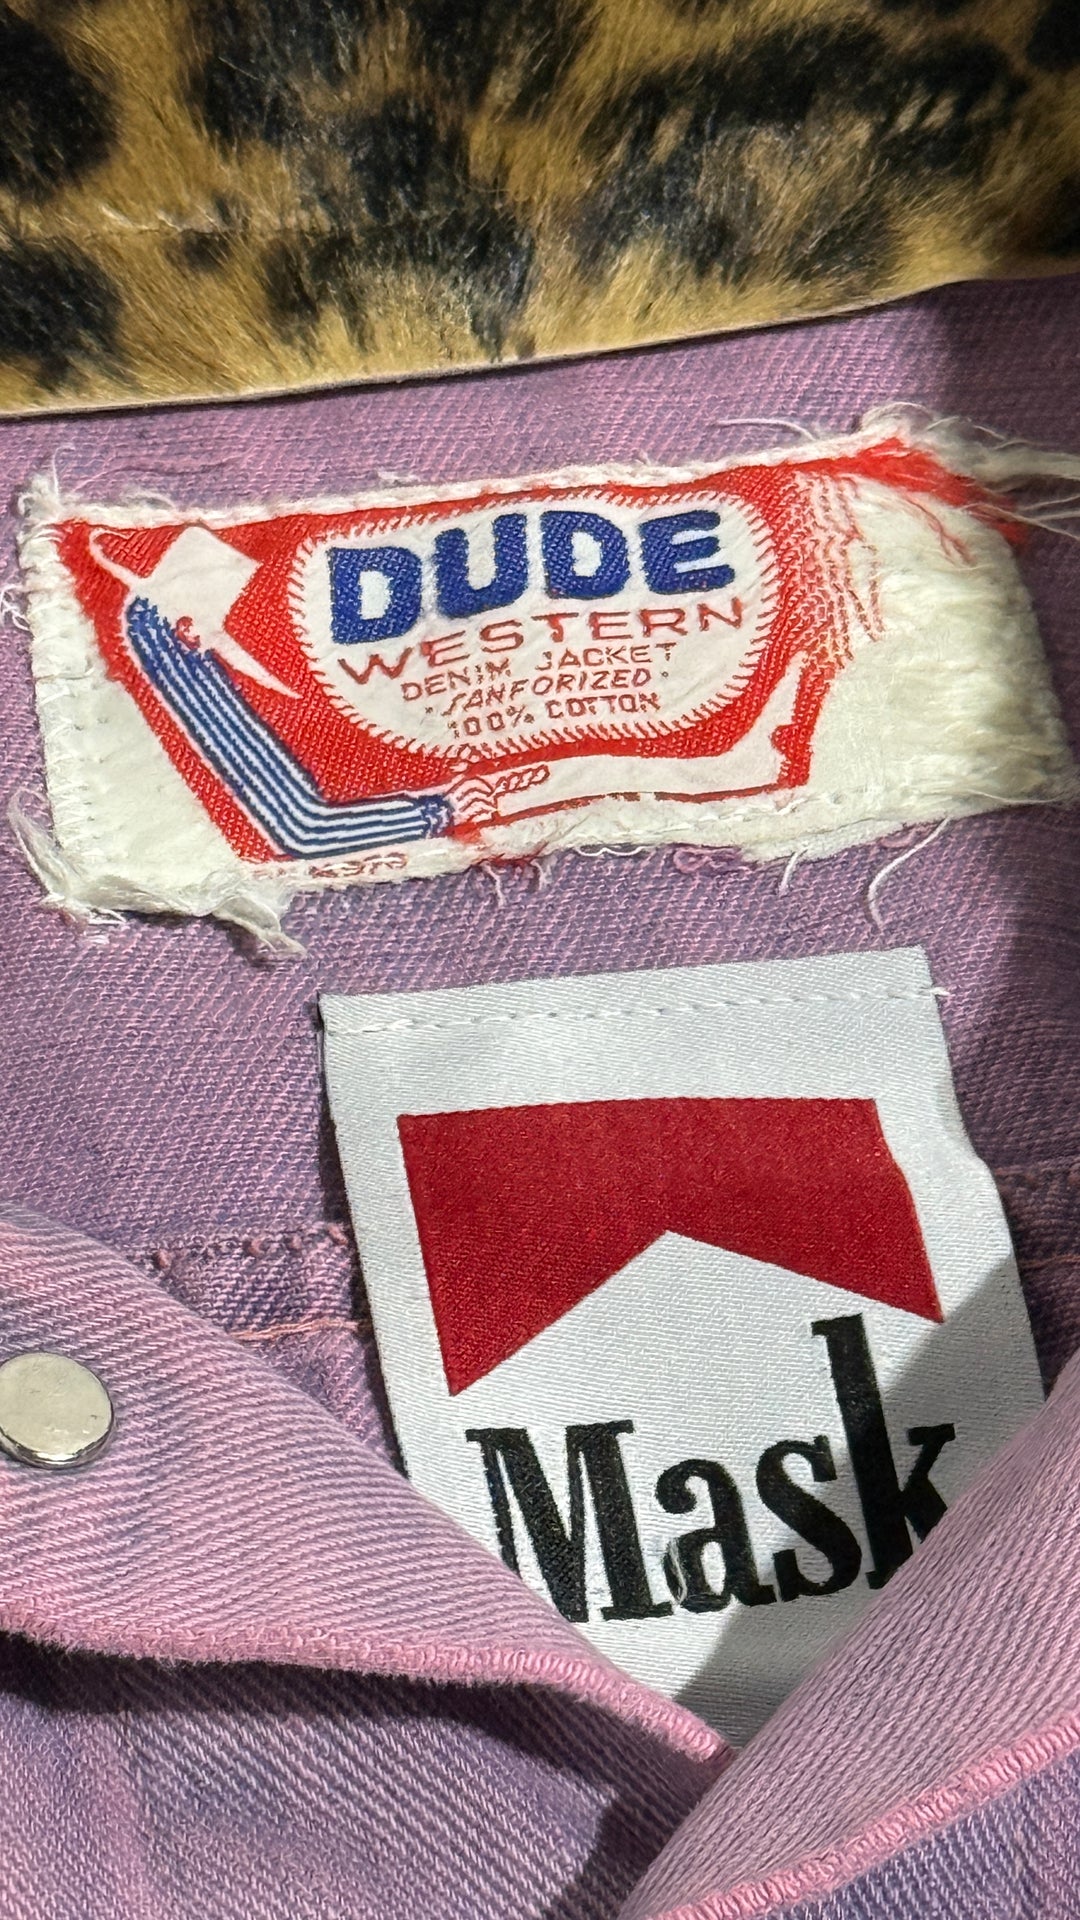 DUDE
WESTERN
DENIM JACKET
SANFORIZED
100% COTTON
Mask